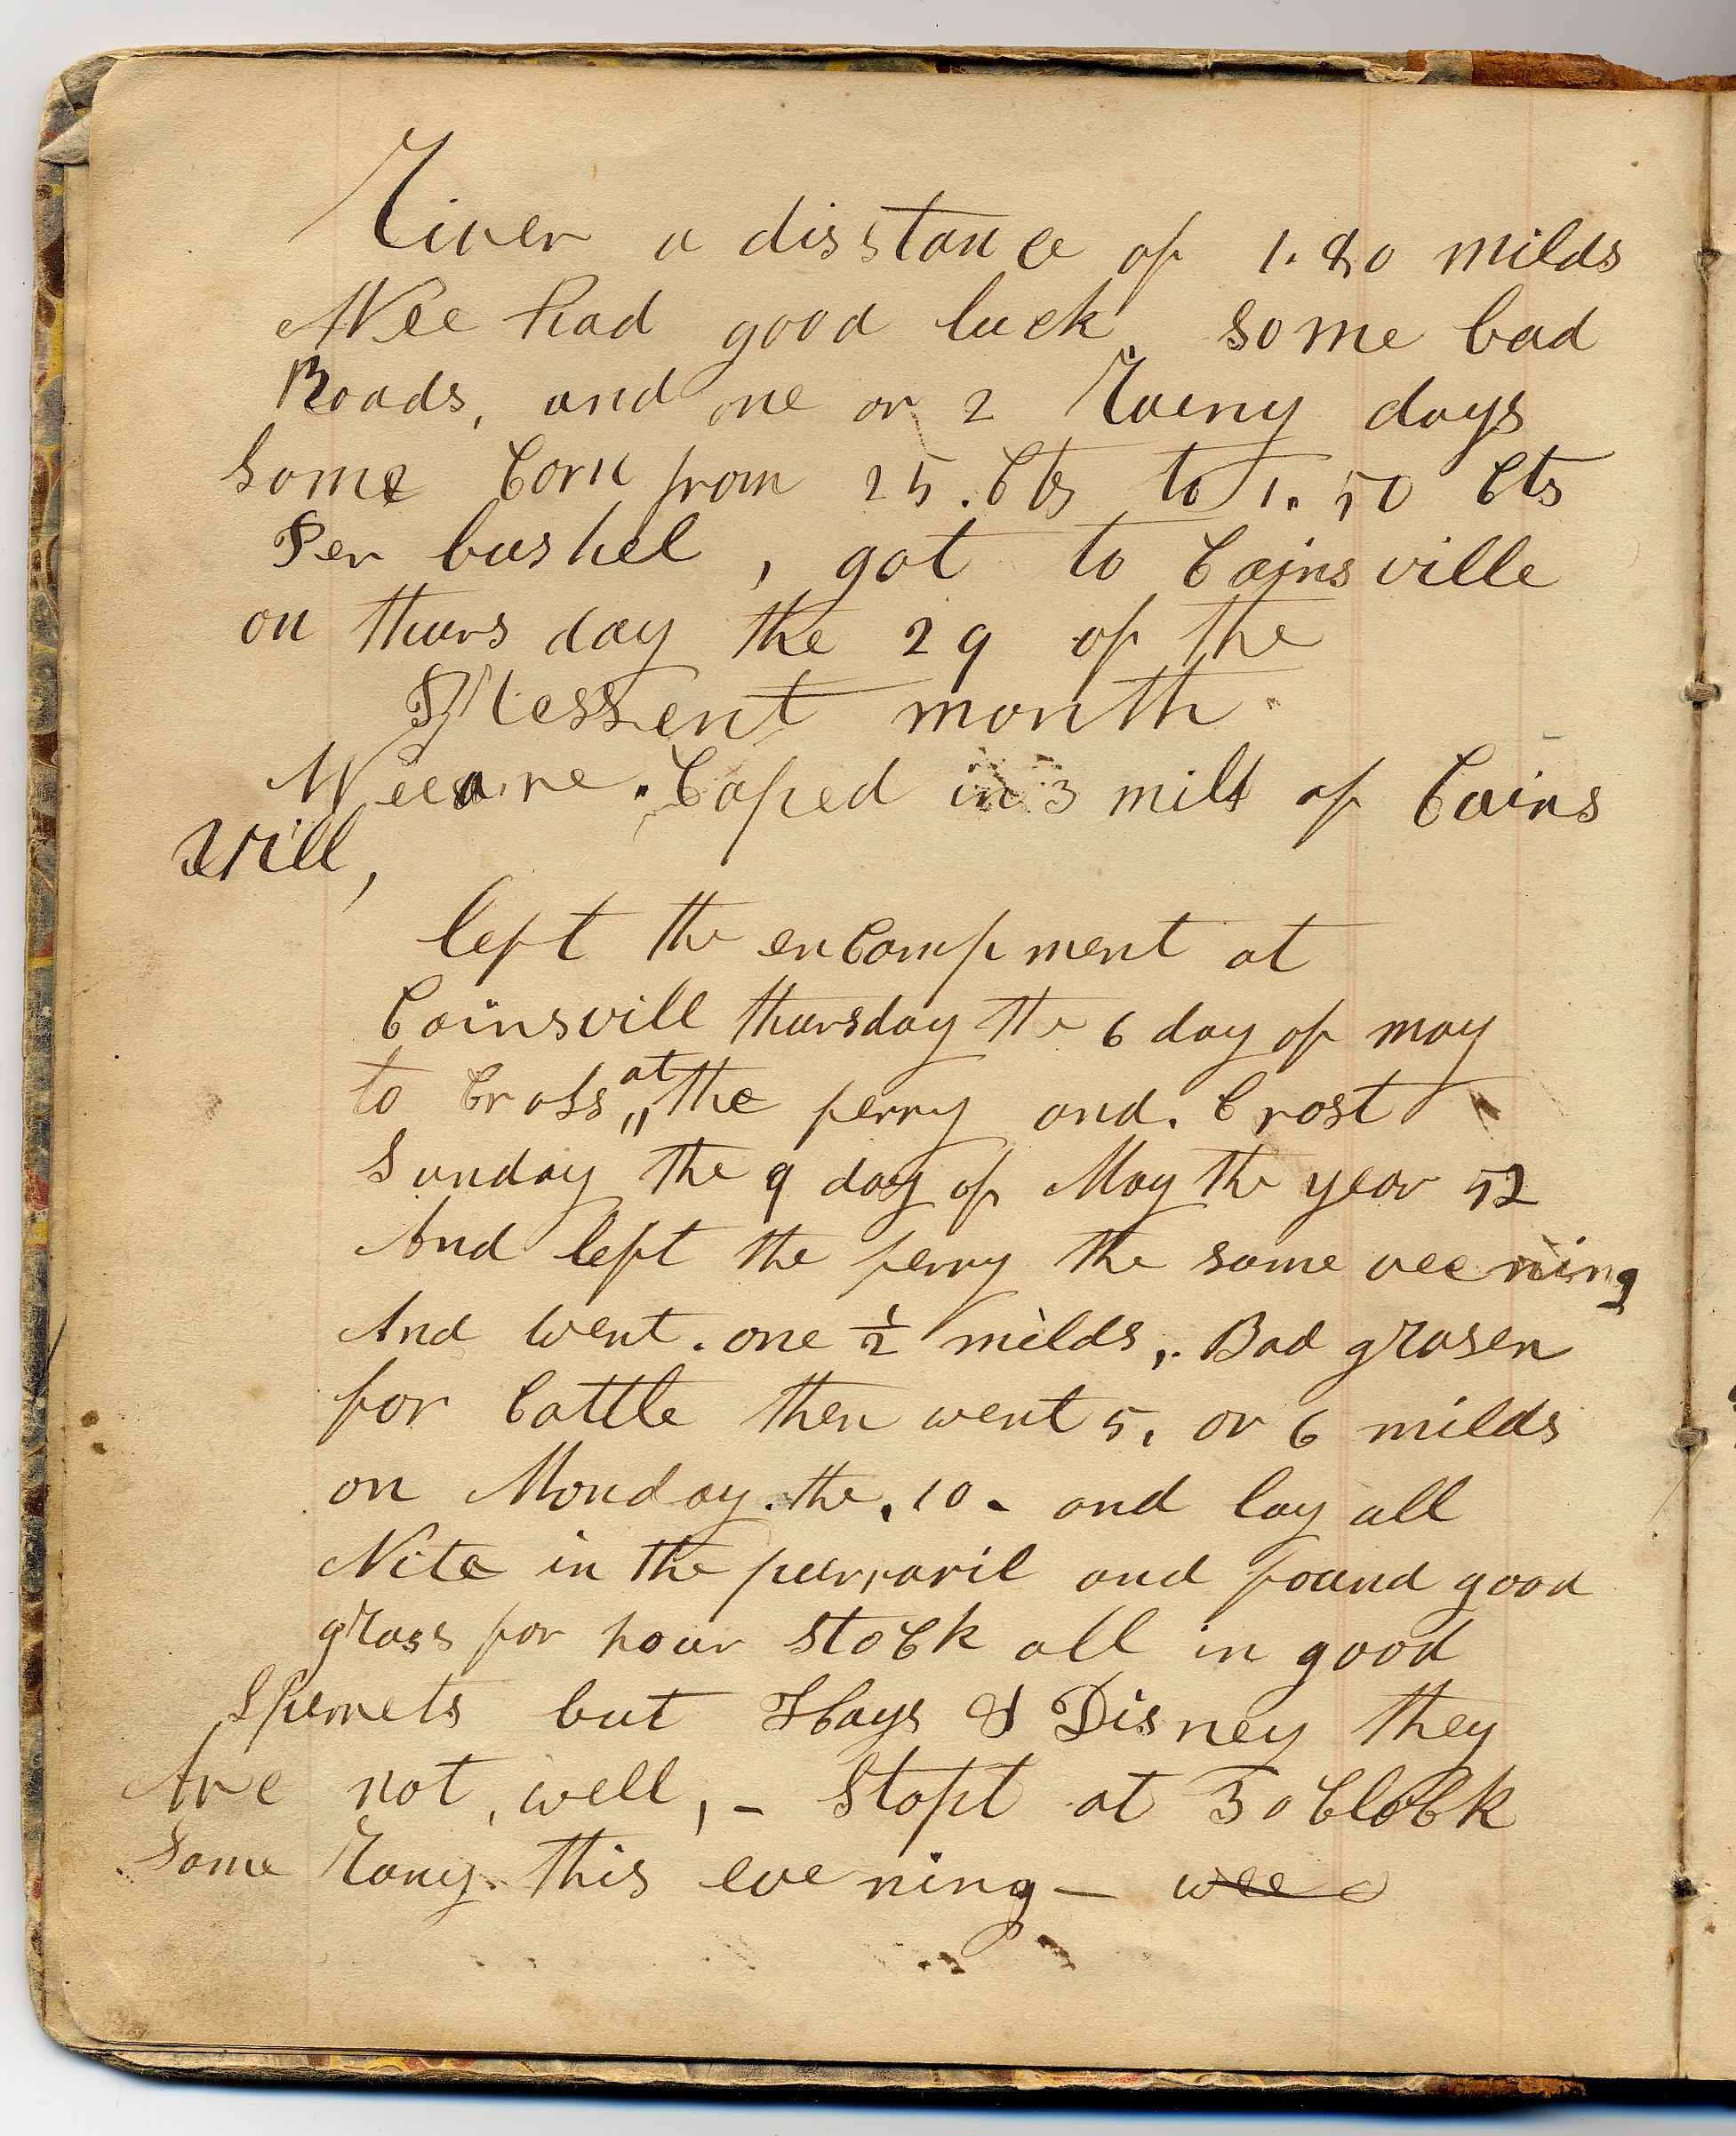 River a disstance of 1.80 milds
Wee had good luck some bad
Roads, and one or 2 Rainy days
Some Corn from 25. Cts to 1.50 Cts
Per bushel, got to Cainsville
on thurs day the 29 of the
Pressent month
Wee are. Caped in 3 mild of Cains
Vill,
left the enCampment at
Cainsvill thursday the 6 day of may
to Cross at the ferry and. Crost
Sunday the 9 day of May the year 52
And left the ferry the same veening
And went. one ½ milds,. Bad grasen
for Cattle then went 5, or 6 milds
on Monday. the. 10 - and lay all
Nite in the and found good
grass for hour stoCk all in good
Sperrets but Hays & Disney they
Are not, well, - Stopt at 3 oCloCk
Some Rany. this evening - wee